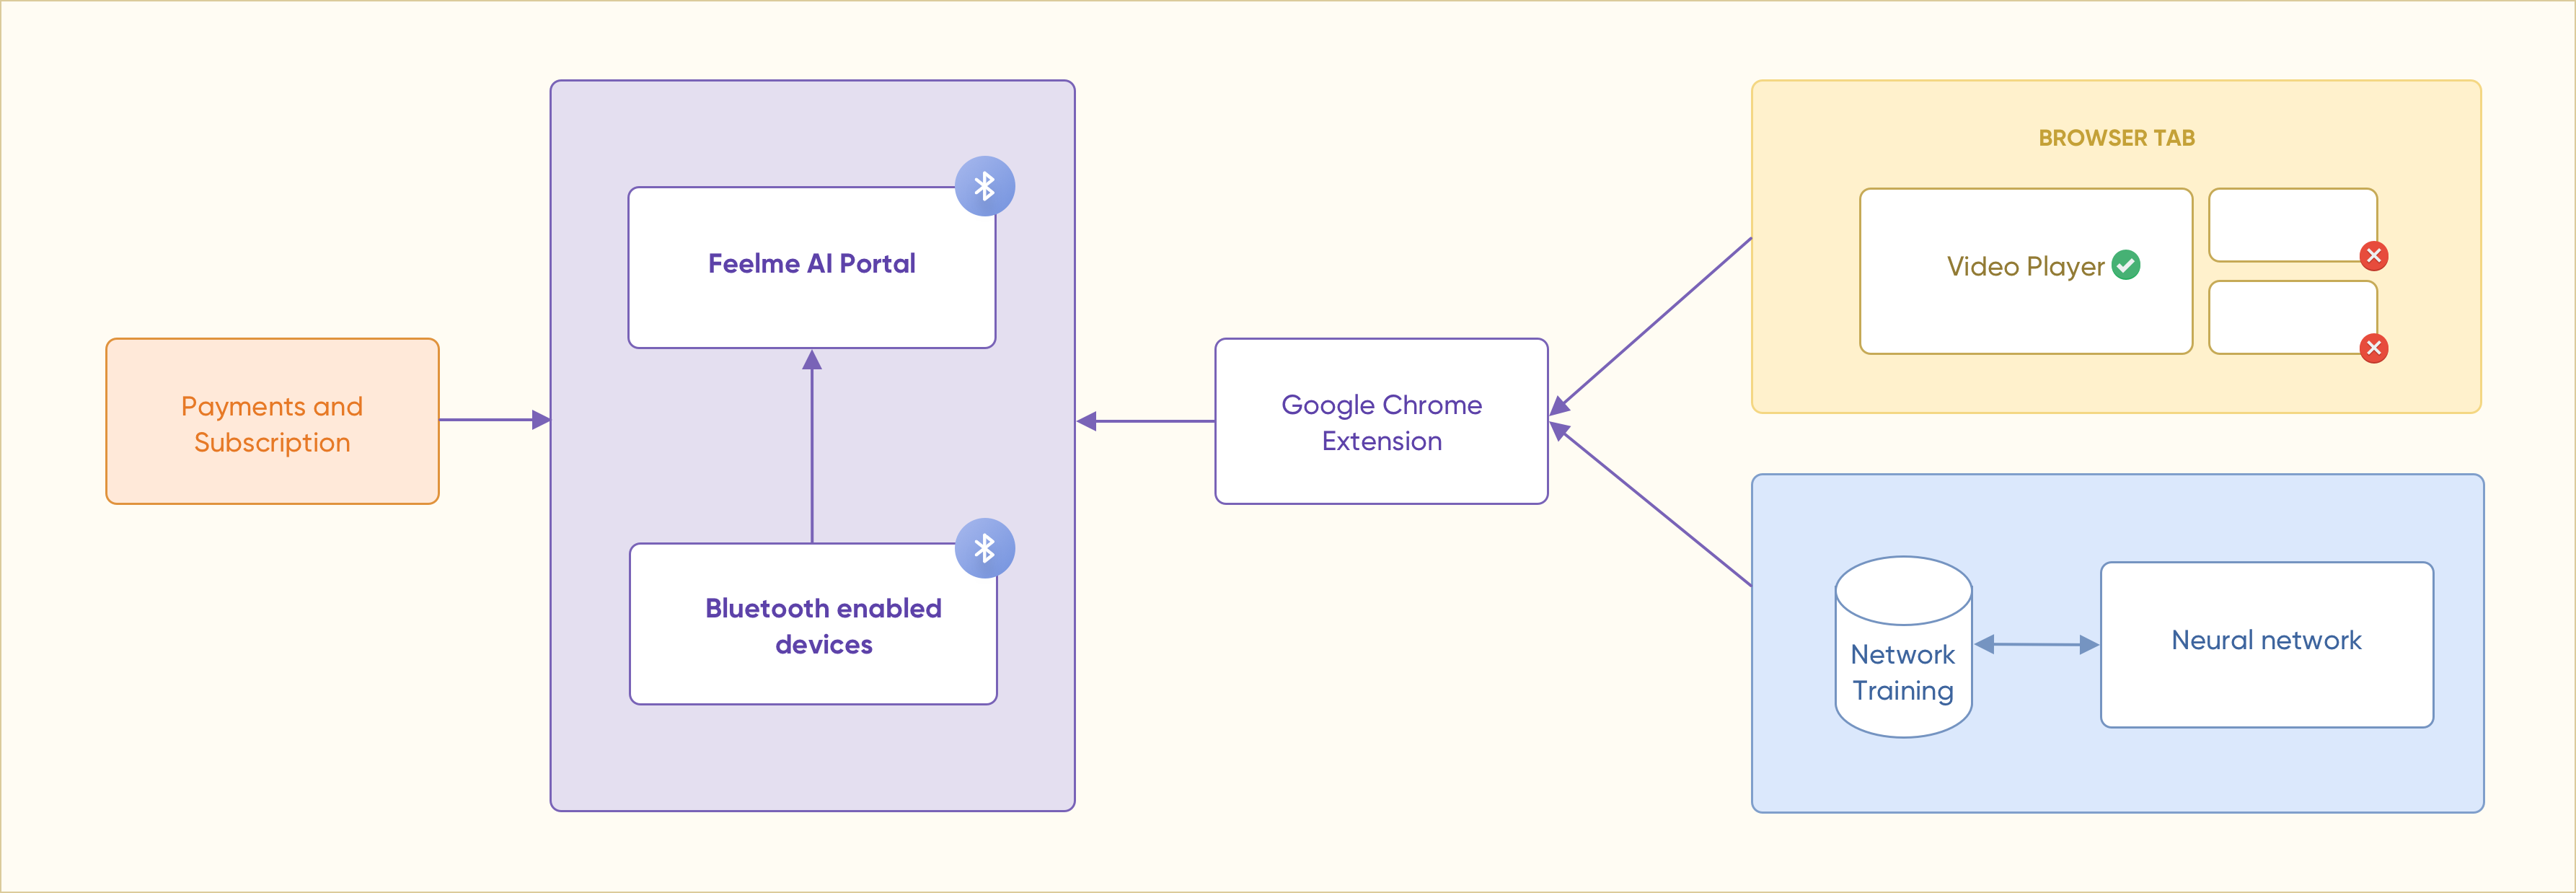 Payments and
Subscription
Feelme AI Portal
Bluetooth enabled
devices
Google Chrome
Extension
BROWSER TAB
Video Player
Network
Training
Neural network